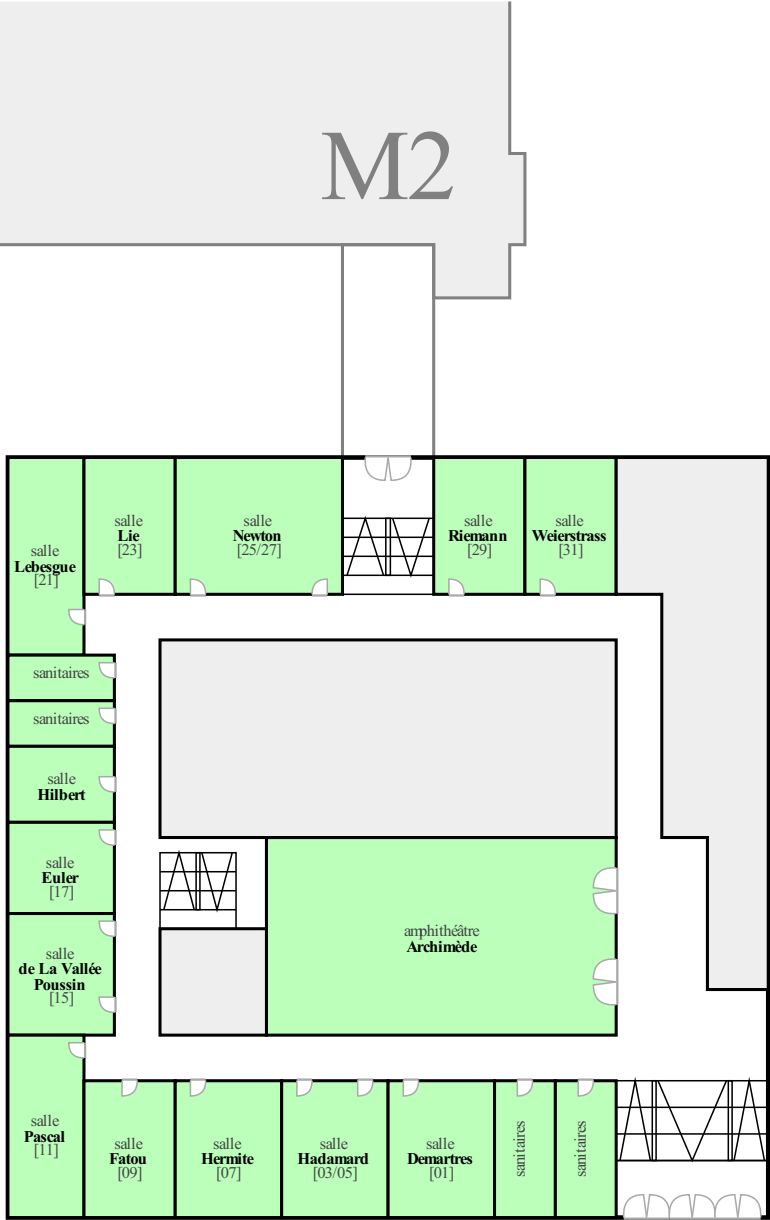 M2
salle
Lebesgue
[21]
salle
Lie
[23]
salle
Newton
[25/27]
salle
Riemann
[29]
salle
Weierstrass
[31]
sanitaires
sanitaires
salle
Hilbert
salle
Euler
[17]
salle
de La Vallée
Poussin
[15]
amphithéâtre
Archimède
salle
Pascal
[11]
salle
Fatou
[09]
salle
Hermite
[07]
salle
Hadamard
[03/05]
salle
Demartres
[01]
sanitaires
sanitaires